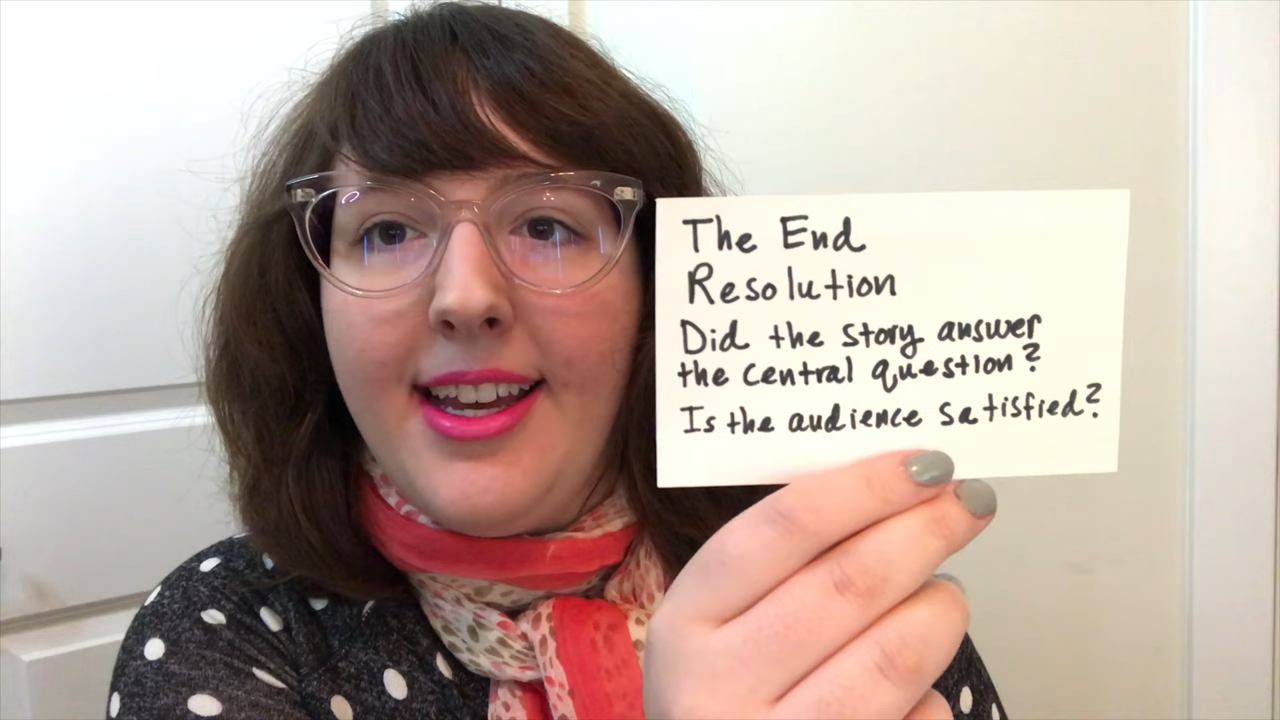 The End
Resolution
Did the story answer
the central question?
Is the audience satisfied?